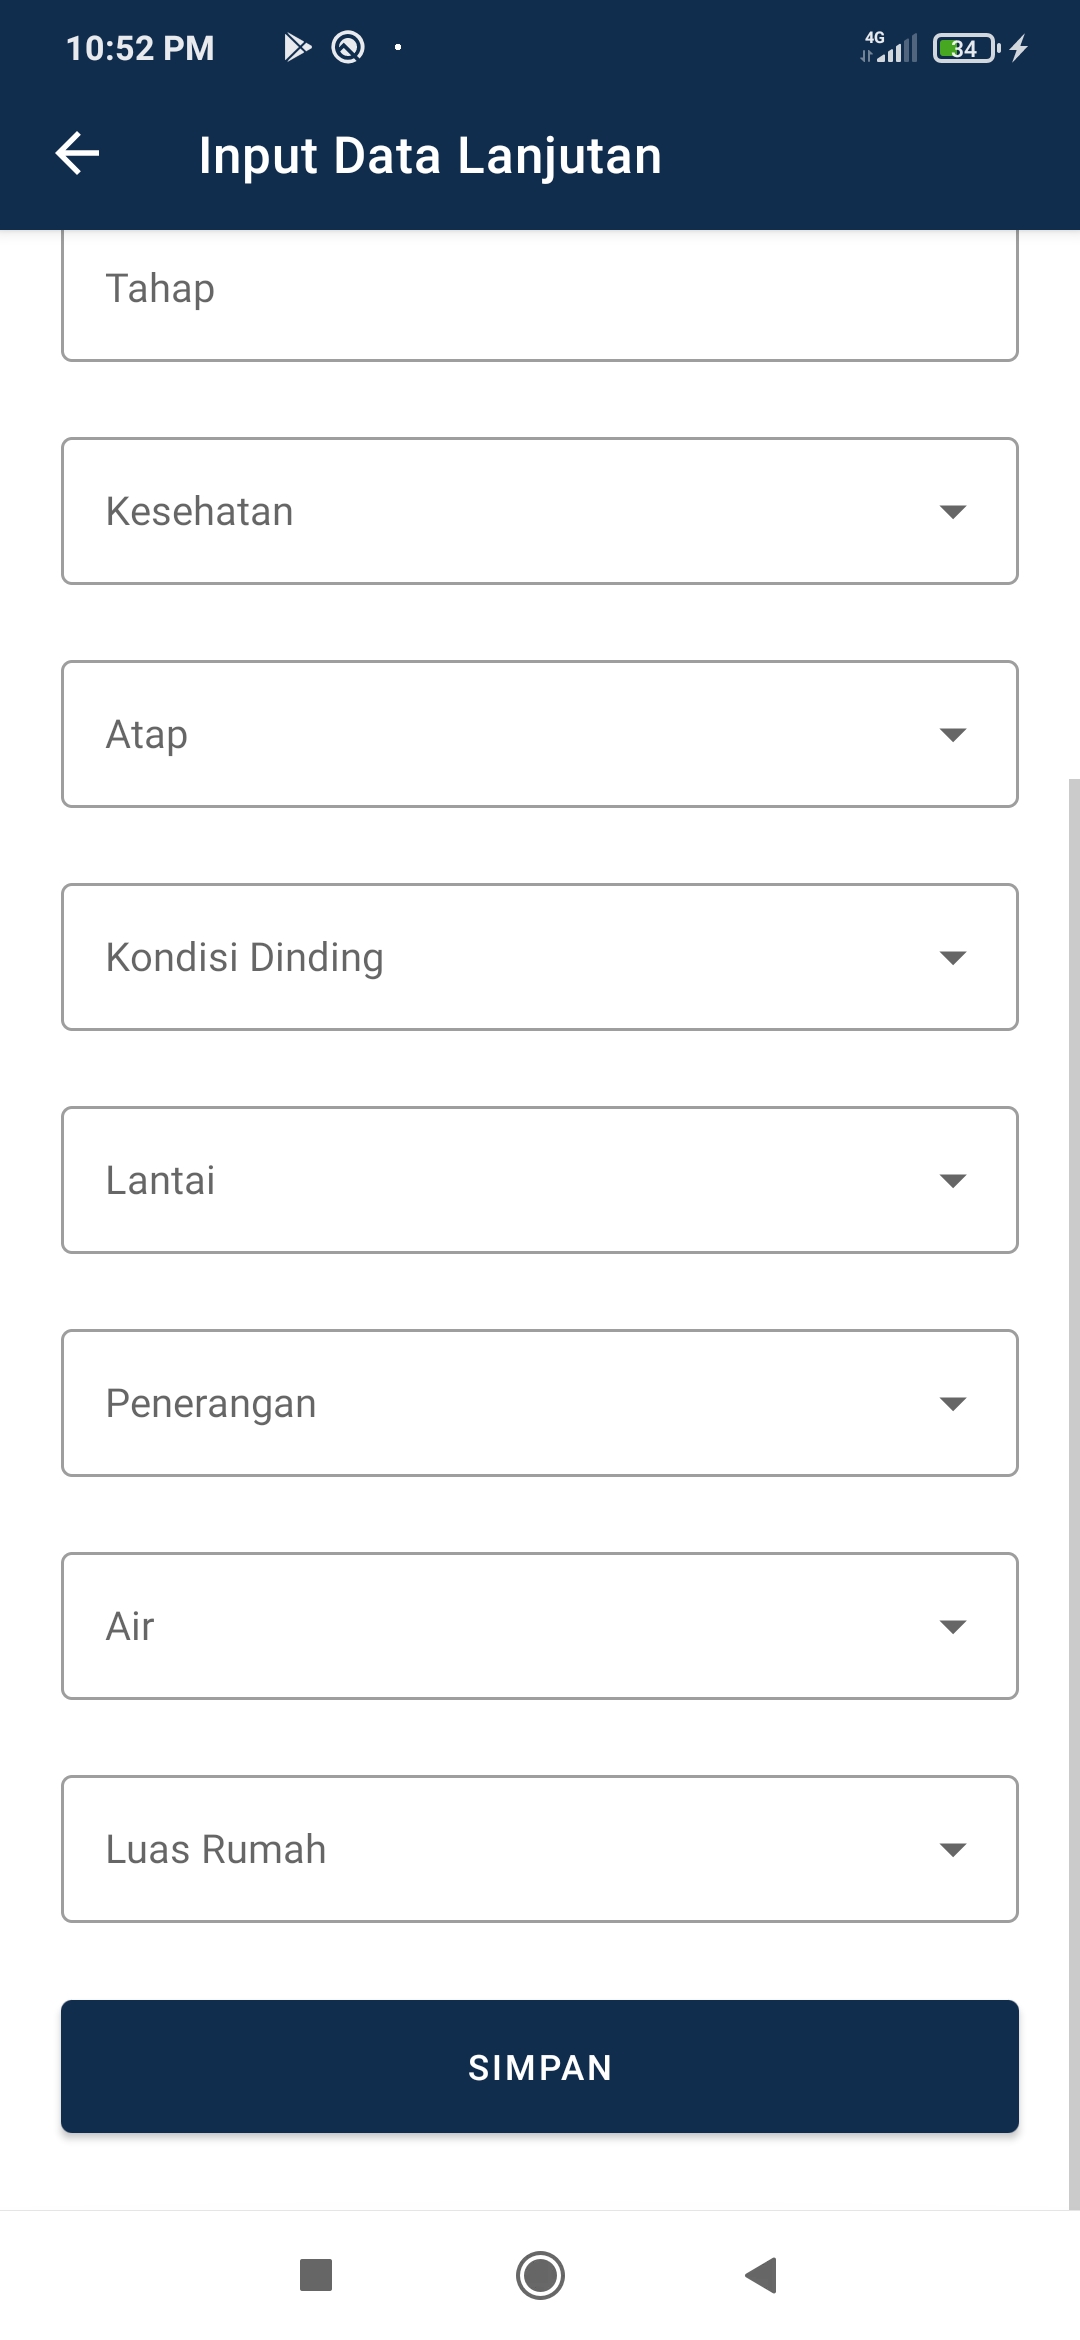 10:52 PM
4G
34
Input Data Lanjutan
Tahap
Kesehatan
Atap
Kondisi Dinding
Lantai
Penerangan
Air
Luas Rumah
SIMPAN